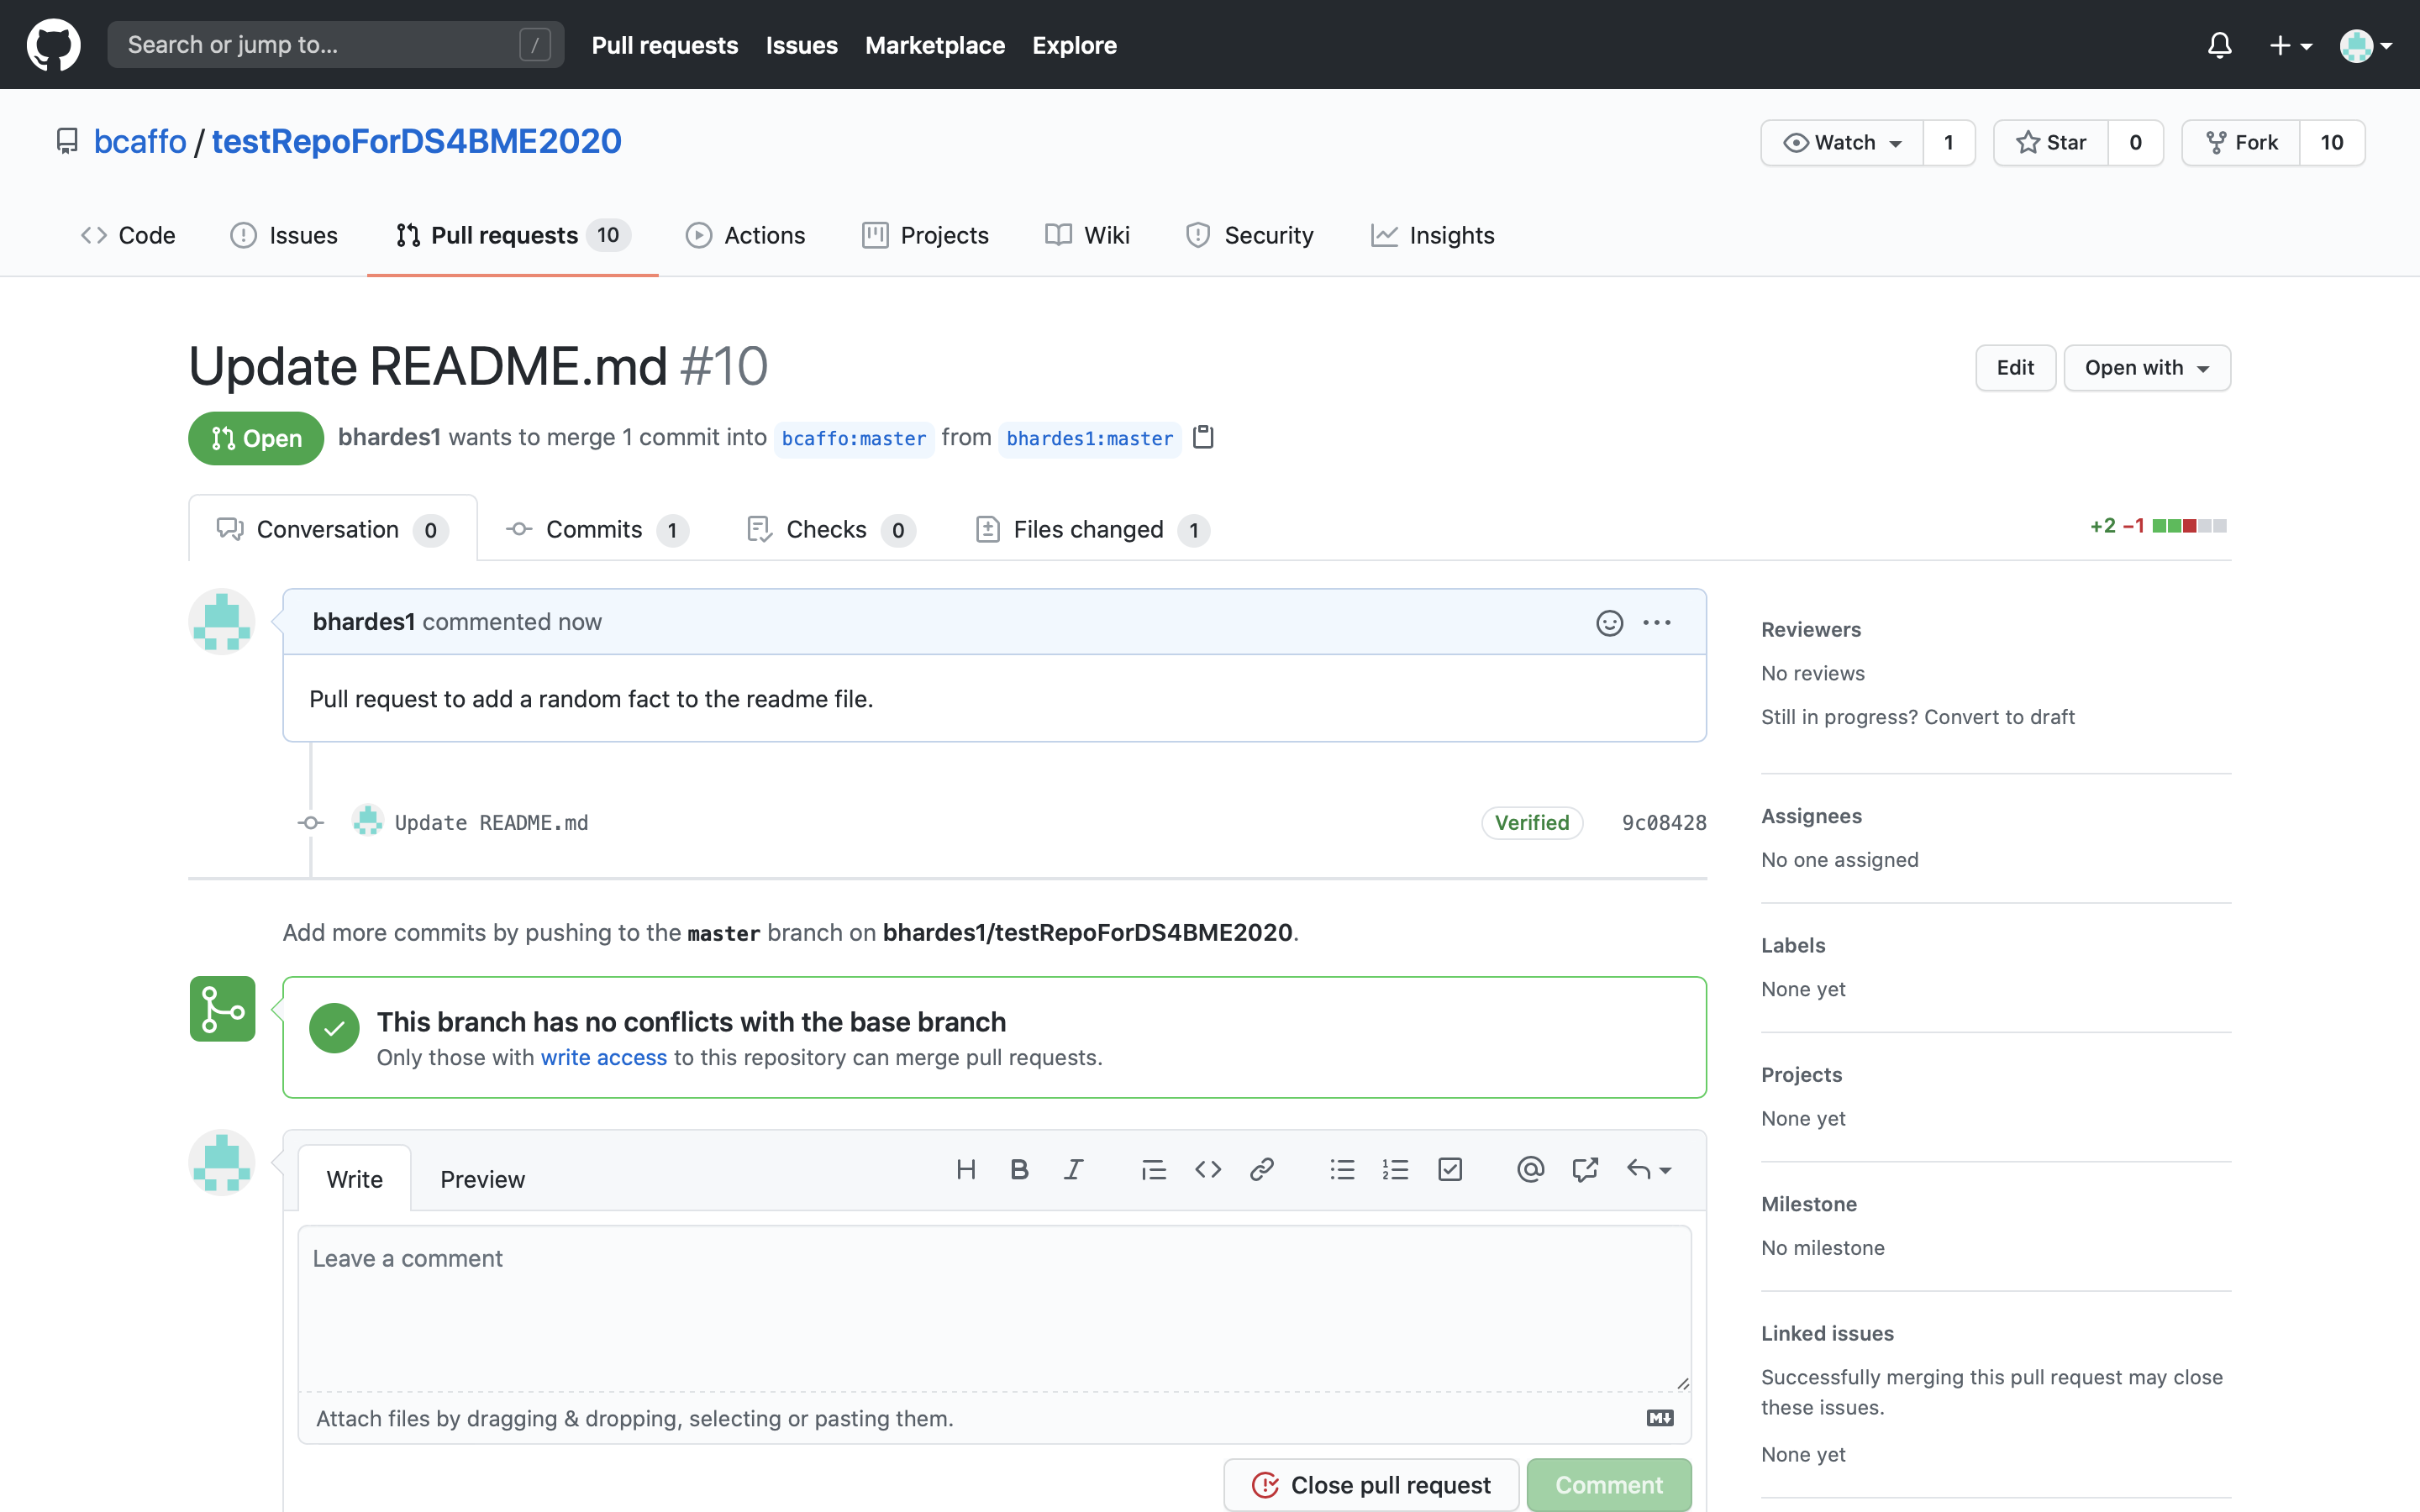 Search or jump to... /
Pull requests Issues Marketplace Explore
bcaffo / testRepoForDS4BME2020
Watch 1 Star 0 Fork 10
Code Issues Pull requests 10 Actions Projects Wiki Security Insights
Update README.md #10
Edit Open with
Open bhardes1 wants to merge 1 commit into bcaffo:master from bhardes1:master
Conversation 0 Commits 1 Checks 0 Files changed 1
+2 −1
bhardes1 commented now
Pull request to add a random fact to the readme file.
Update README.md Verified 9c08428
Add more commits by pushing to the master branch on bhardes1/testRepoForDS4BME2020.
This branch has no conflicts with the base branch
Only those with write access to this repository can merge pull requests.
Write Preview
Leave a comment
Attach files by dragging & dropping, selecting or pasting them.
Close pull request Comment
Reviewers
No reviews
Still in progress? Convert to draft
Assignees
No one assigned
Labels
None yet
Projects
None yet
Milestone
No milestone
Linked issues
Successfully merging this pull request may close
these issues.
None yet